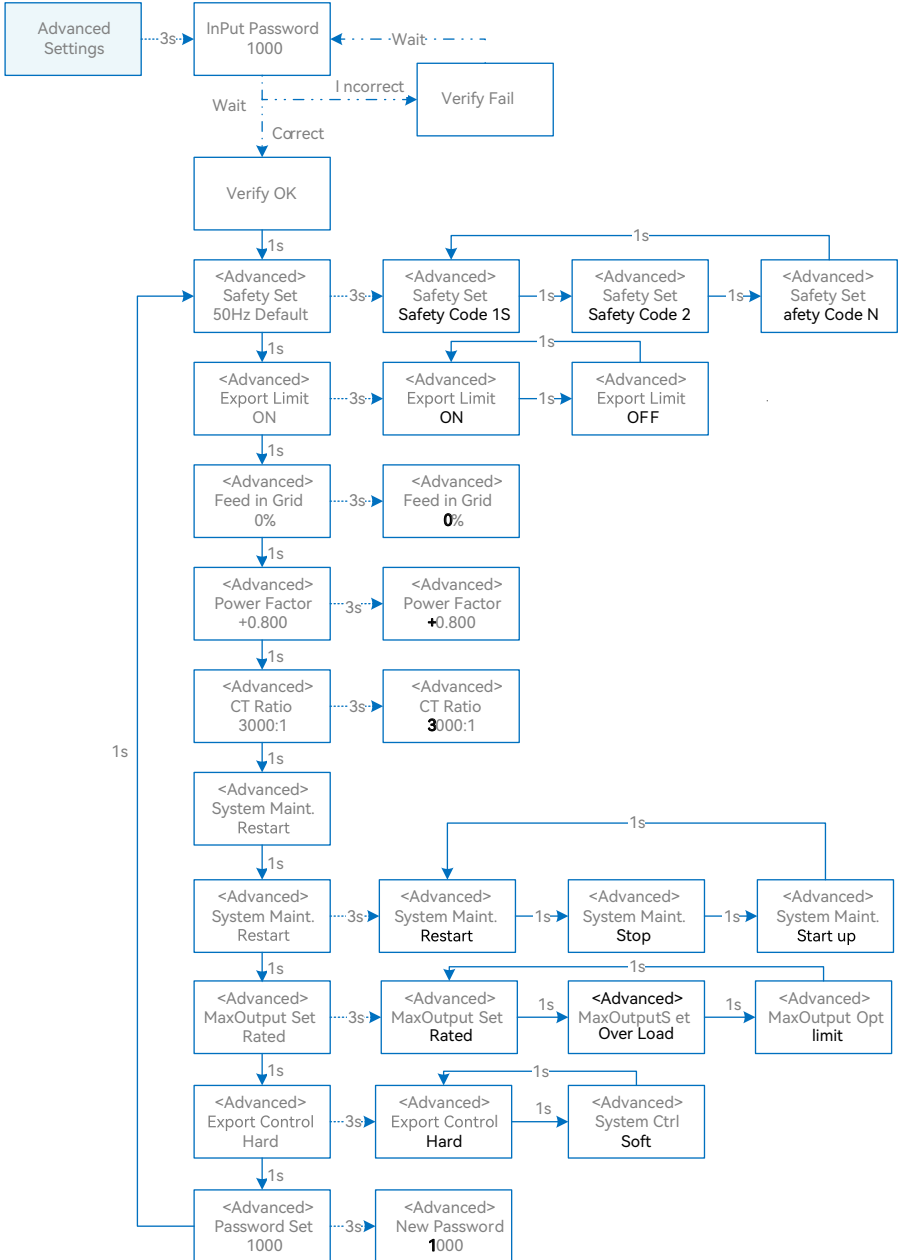 Advanced
Settings
3s
InPut Password
1000
Wait
Incorrect
Verify Fail
Wait
Correct
Verify OK
1s
1s
<Advanced>
Safety Set
50Hz Default
3s
<Advanced>
Safety Set
Safety Code 1S
1s
<Advanced>
Safety Set
Safety Code 2
1s
<Advanced>
Safety Set
afety Code N
1s
1s
<Advanced>
Export Limit
ON
3s
<Advanced>
Export Limit
ON
1s
<Advanced>
Export Limit
OFF
1s
<Advanced>
Feed in Grid
0%
3s
<Advanced>
Feed in Grid
0%
1s
<Advanced>
Power Factor
+0.800
3s
<Advanced>
Power Factor
+0.800
1s
<Advanced>
CT Ratio
3000:1
3s
<Advanced>
CT Ratio
3000:1
1s
1s
<Advanced>
System Maint.
Restart
1s
1s
<Advanced>
System Maint.
Restart
3s
<Advanced>
System Maint.
Restart
1s
<Advanced>
System Maint.
Stop
1s
<Advanced>
System Maint.
Start up
1s
1s
<Advanced>
MaxOutput Set
Rated
3s
<Advanced>
MaxOutput Set
Rated
1s
<Advanced>
MaxOutputS et
Over Load
1s
<Advanced>
MaxOutput Opt
limit
1s
1s
<Advanced>
Export Control
Hard
3s
<Advanced>
Export Control
Hard
1s
<Advanced>
System Ctrl
Soft
1s
<Advanced>
Password Set
1000
3s
<Advanced>
New Password
1000